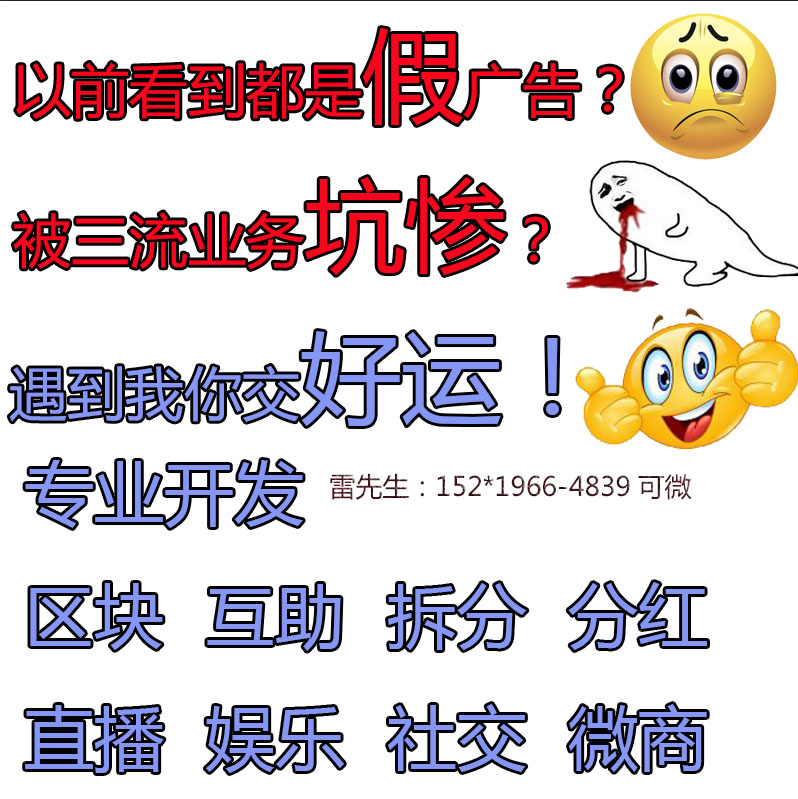 以前看到都是假广告？
被三流业务坑惨？
遇到我你交好运！
专业开发 雷先生：152*1966-4839 可微
区块 互助 拆分 分红
直播 娱乐 社交 微商